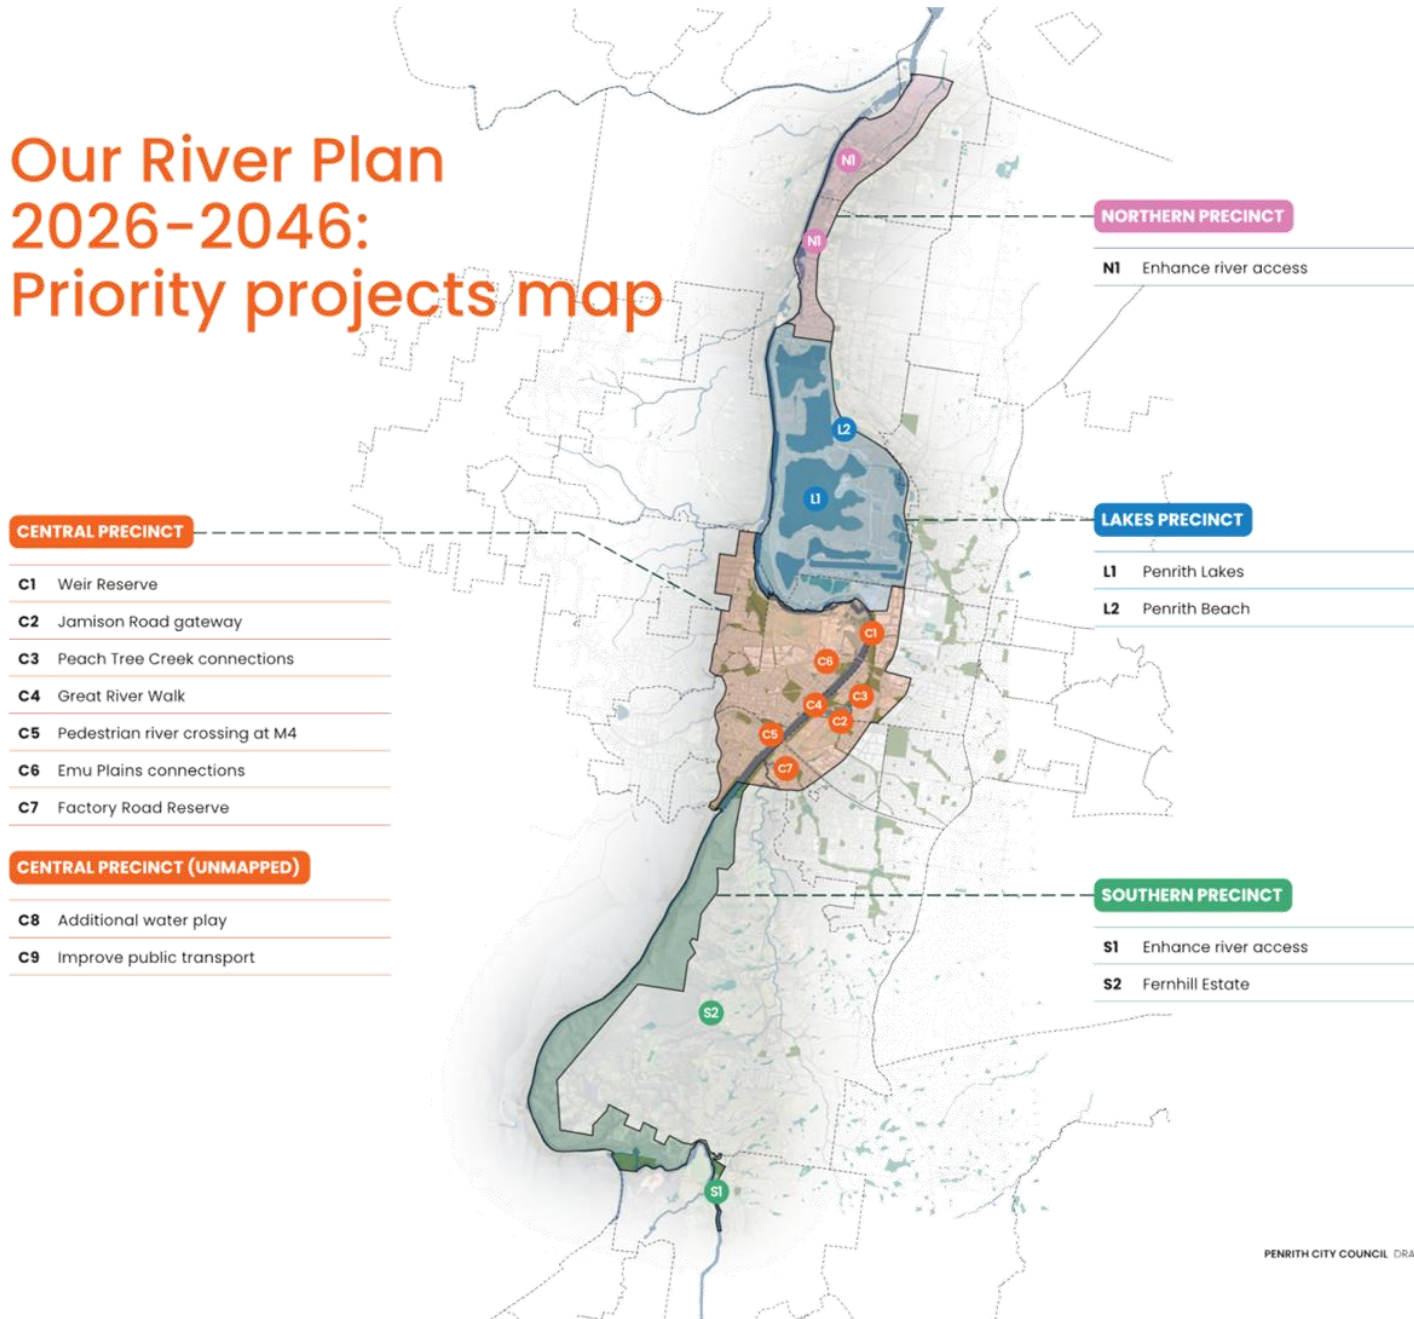 Our River Plan
2026-2046:
Priority projects map
CENTRAL PRECINCT
C1 Weir Reserve
C2 Jamison Road gateway
C3 Peach Tree Creek connections
C4 Great River Walk
C5 Pedestrian river crossing at M4
C6 Emu Plains connections
C7 Factory Road Reserve
CENTRAL PRECINCT (UNMAPPED)
C8 Additional water play
C9 Improve public transport
N1
N1
L2
L1
C1
C6
C3
C4
C2
C5
C7
S2
S1
NORTHERN PRECINCT
N1 Enhance river access
LAKES PRECINCT
L1 Penrith Lakes
L2 Penrith Beach
SOUTHERN PRECINCT
S1 Enhance river access
S2 Fernhill Estate
PENRITH CITY COUNCIL DRA